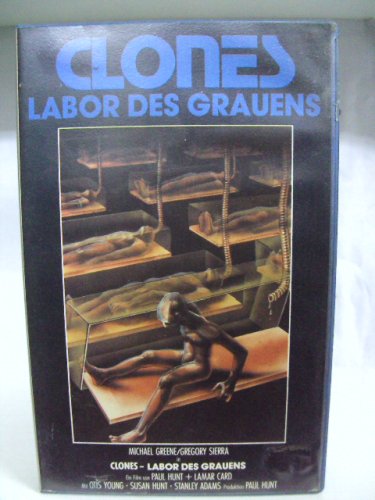 CLONES
LABOR DES GRAUENS
MICHAEL GREENE/GREGORY SIERRA
CLONES – LABOR DES GRAUENS
Ein Film von PAUL HUNT + LAMAR CARD
Mit OTIS YOUNG · SUSAN HUNT · STANLEY ADAMS Produktion PAUL HUNT